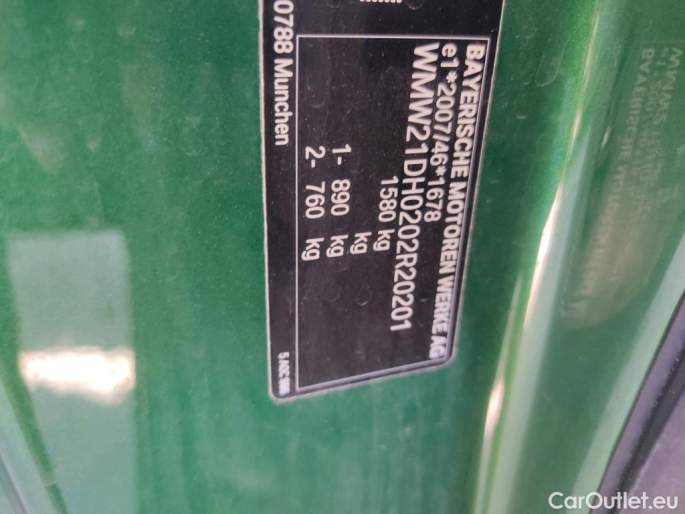 BAYERISCHE MOTOREN WERKE AG
e1*2007/46*1678
WMW21DH0202R20201
1580 kg
kg
1- 890 kg
2- 760 kg
0788 Munchen
CarOutlet.eu